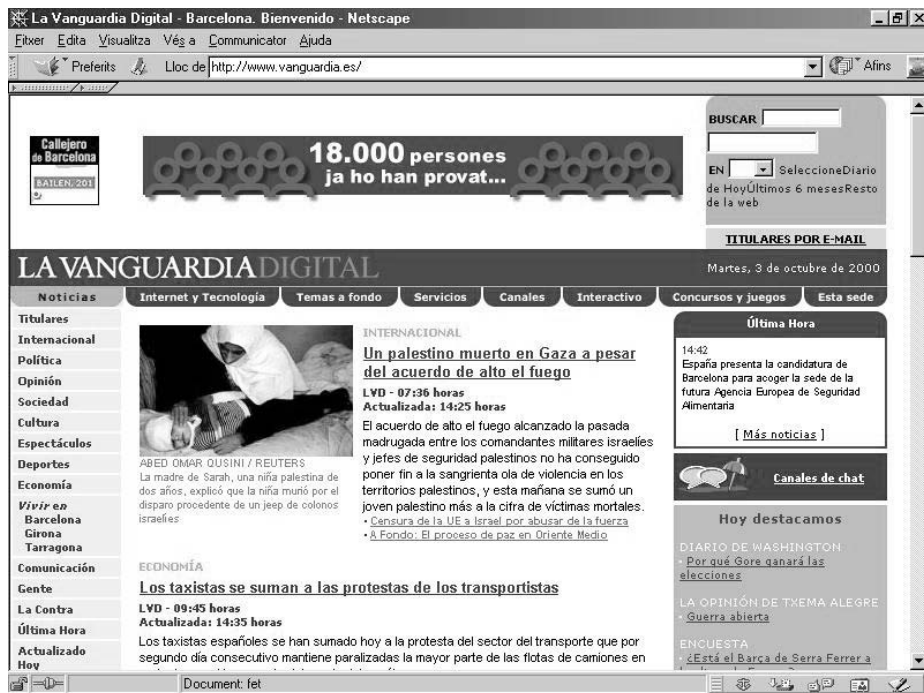 La Vanguardia Digital - Barcelona. Bienvenido - Netscape
Fitxer Edita Visualitza Vés a Communicator Ajuda
Preferits Lloc de http://www.vanguardia.es/ Afins
Callejero
de Barcelona
BAILEN, 201
18.000 persones
ja ho han provat...
BUSCAR
EN SeleccioneDiario
de HoyÚltimos 6 mesesResto
de la web
TITULARES POR E-MAIL
LA VANGUARDIA DIGITAL
Martes, 3 de octubre de 2000
Noticias Internet y Tecnología Temas a fondo Servicios Canales Interactivo Concursos y juegos Esta sede
Titulares
Internacional
Política
Opinión
Sociedad
Cultura
Espectáculos
Deportes
Economía
Vivir en
Barcelona
Girona
Tarragona
Comunicación
Gente
La Contra
Última Hora
Actualizado
Hoy
ABED OMAR QUSINI / REUTERS
La madre de Sarah, una niña palestina de
dos años, explicó que la niña murió por el
disparo procedente de un jeep de colonos
israelíes
INTERNACIONAL
Un palestino muerto en Gaza a pesar
del acuerdo de alto el fuego
LVD - 07:36 horas
Actualizada: 14:25 horas
El acuerdo de alto el fuego alcanzado la pasada
madrugada entre los comandantes militares israelíes
y jefes de seguridad palestinos no ha conseguido
poner fin a la sangrienta ola de violencia en los
territorios palestinos, y esta mañana se sumó un
joven palestino más a la cifra de víctimas mortales.
· Censura de la UE a Israel por abusar de la fuerza
· A Fondo: El proceso de paz en Oriente Medio
ECONOMÍA
Los taxistas se suman a las protestas de los transportistas
LVD - 09:45 horas
Actualizada: 14:35 horas
Los taxistas españoles se han sumado hoy a la protesta del sector del transporte que por
segundo día consecutivo mantiene paralizadas la mayor parte de las flotas de camiones en
Última Hora
14:42
España presenta la candidatura de
Barcelona para acoger la sede de la
futura Agencia Europea de Seguridad
Alimentaria
[ Más noticias ]
Canales de chat
Hoy destacamos
DIARIO DE WASHINGTON
· Por qué Gore ganará las
elecciones
LA OPINIÓN DE TXEMA ALEGRE
· Guerra abierta
ENCUESTA
· ¿Está el Barça de Serra Ferrer a
Document: fet